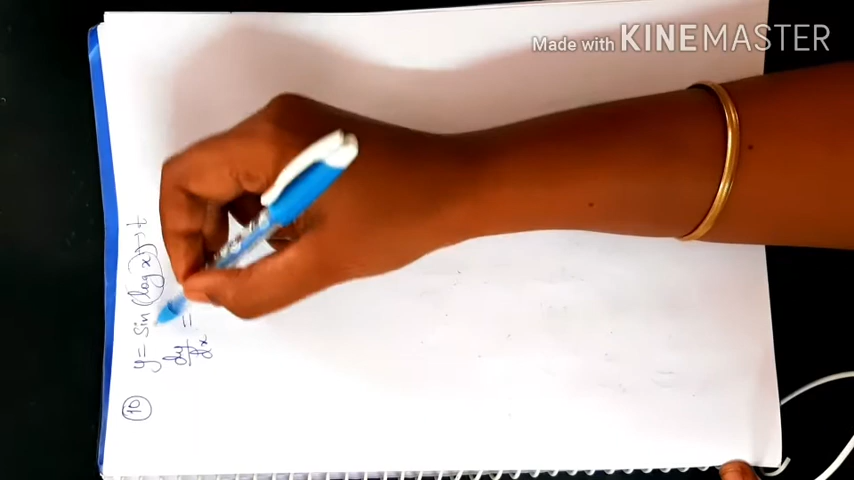 Made with KINEMASTER
10 y = Sin (log x) → t
dy/dx =